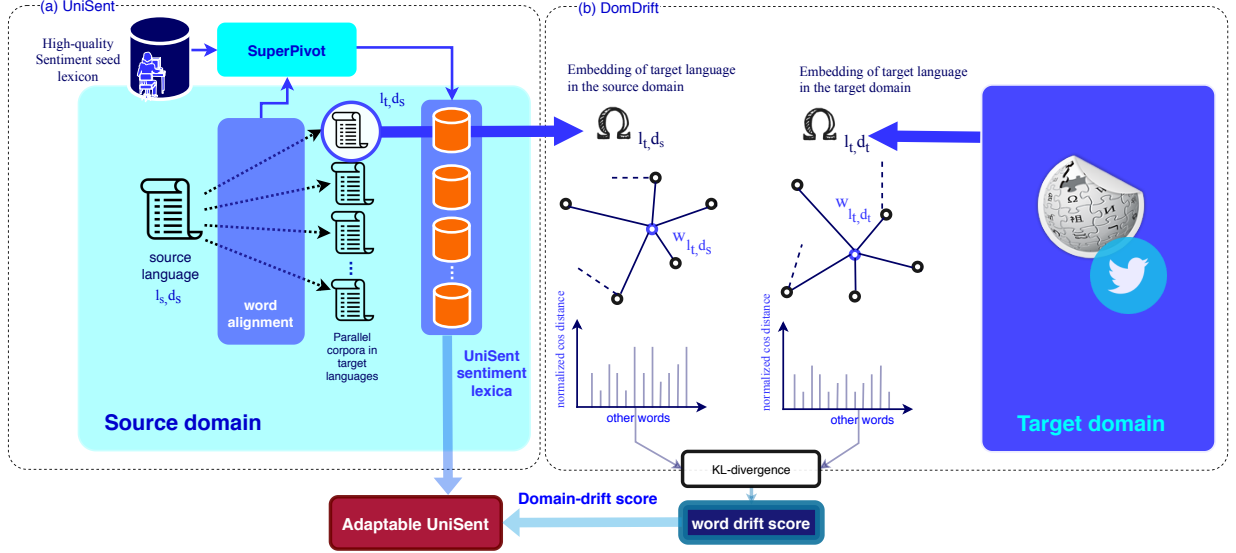 (a) UniSent
High-quality
Sentiment seed
lexicon
SuperPivot
lt,ds
source
language
ls,ds
word
alignment
Parallel
corpora in
target
languages
UniSent
sentiment
lexica
Source domain
(b) DomDrift
Embedding of target language
in the source domain
Ω lt,ds
Embedding of target language
in the target domain
Ω lt,dt
w lt,ds
w lt,dt
normalized cos distance
other words
normalized cos distance
other words
Target domain
KL-divergence
word drift score
Domain-drift score
Adaptable UniSent